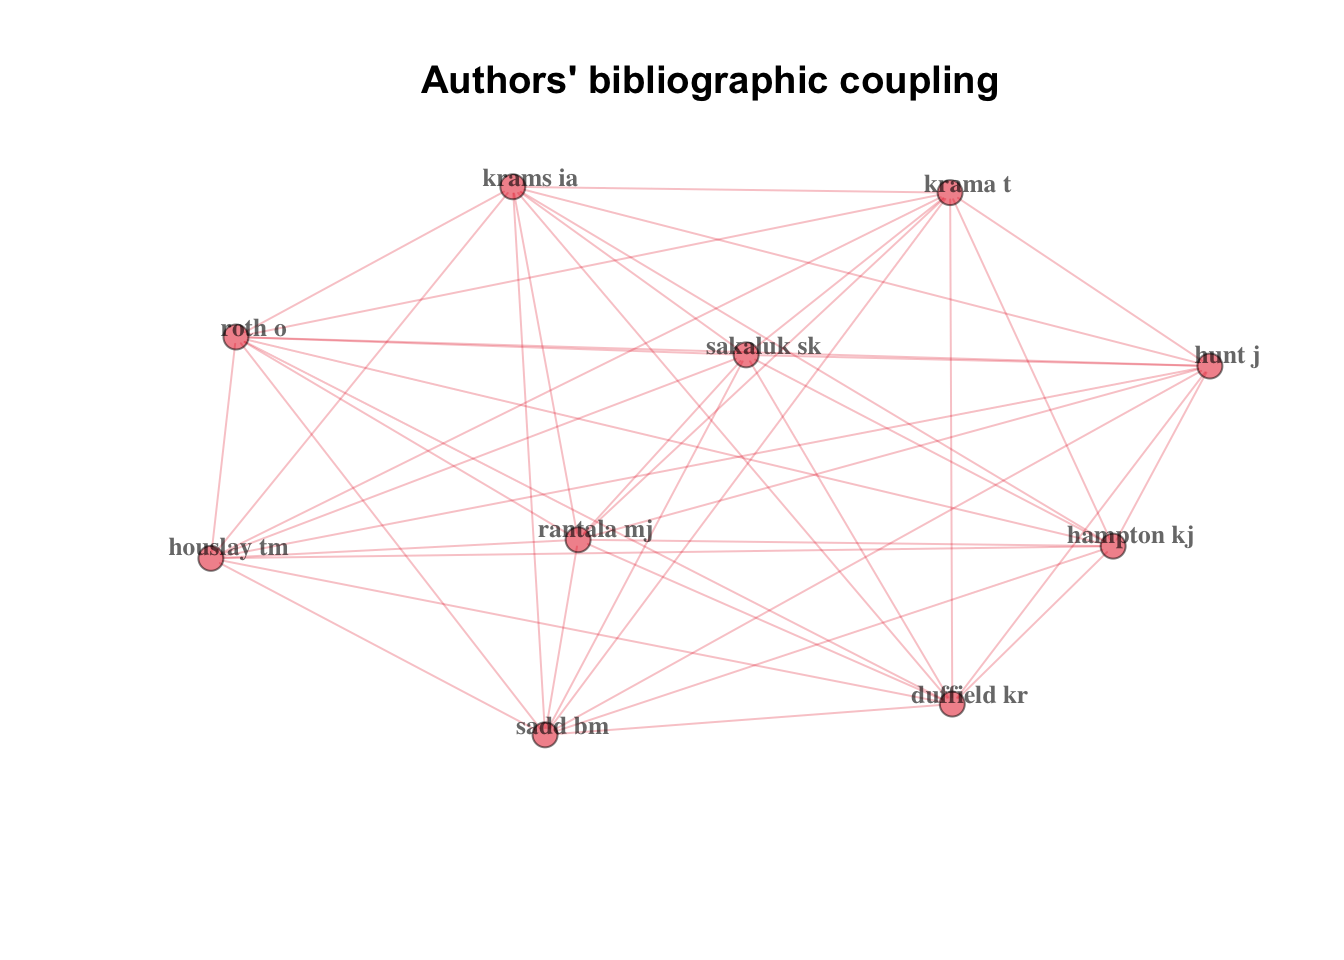 Authors' bibliographic coupling
krams ia
krama t
roth o
sakaluk sk
hunt j
rantala mj
hampton kj
houslay tm
duffield kr
sadd bm